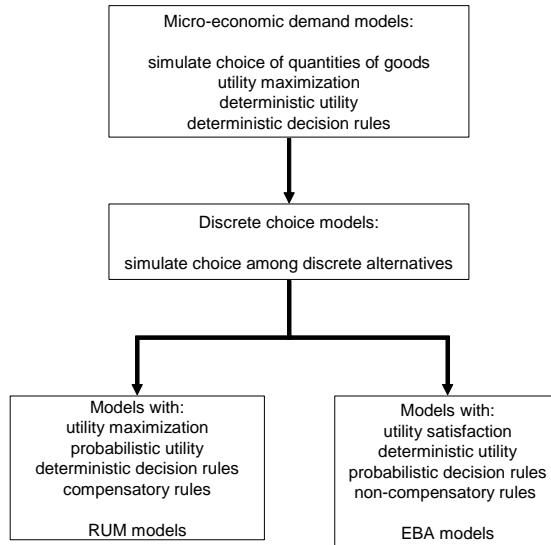 Micro-economic demand models:
simulate choice of quantities of goods
utility maximization
deterministic utility
deterministic decision rules
Discrete choice models:
simulate choice among discrete alternatives
Models with:
utility maximization
probabilistic utility
deterministic decision rules
compensatory rules
RUM models
Models with:
utility satisfaction
deterministic utility
probabilistic decision rules
non-compensatory rules
EBA models